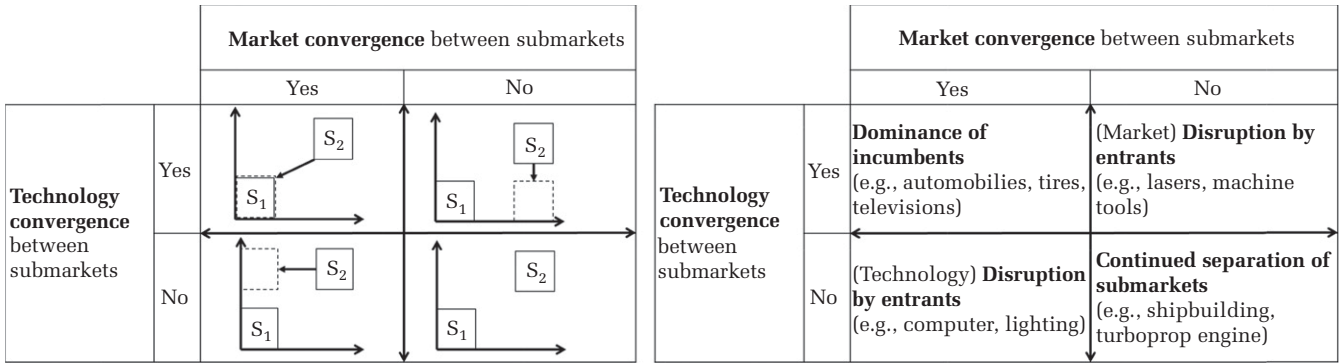 Market convergence between submarkets
Yes
No
Technology
convergence
between
submarkets
Yes
No
S2
S1
S2
S1
S2
S1
S2
S1
Market convergence between submarkets
Yes
No
Technology
convergence
between
submarkets
Yes
No
Dominance of
incumbents
(e.g., automobilies, tires,
televisions)
(Market) Disruption by
entrants
(e.g., lasers, machine
tools)
(Technology) Disruption
by entrants
(e.g., computer, lighting)
Continued separation of
submarkets
(e.g., shipbuilding,
turboprop engine)